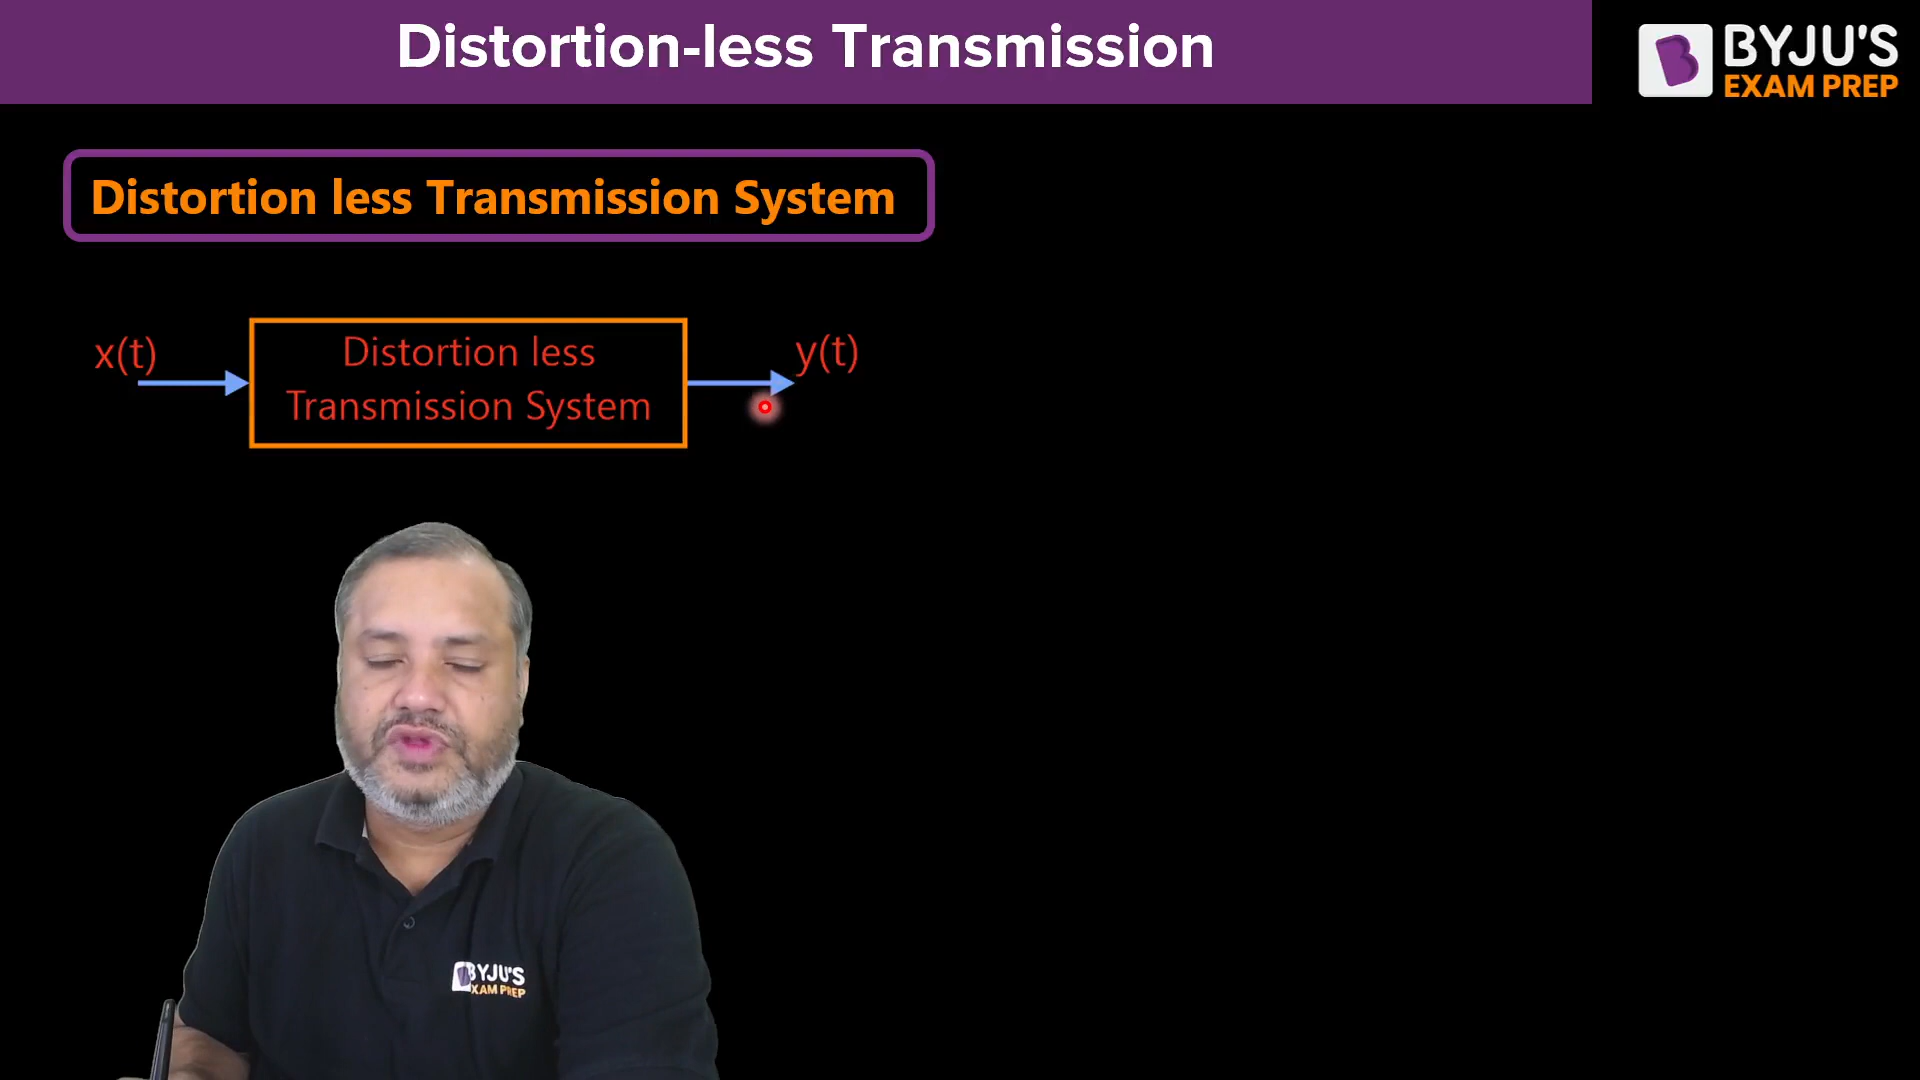 Distortion-less Transmission
BYJU'S
EXAM PREP
Distortion less Transmission System
x(t)
Distortion less
Transmission System
y(t)
BYJU'S
EXAM PREP